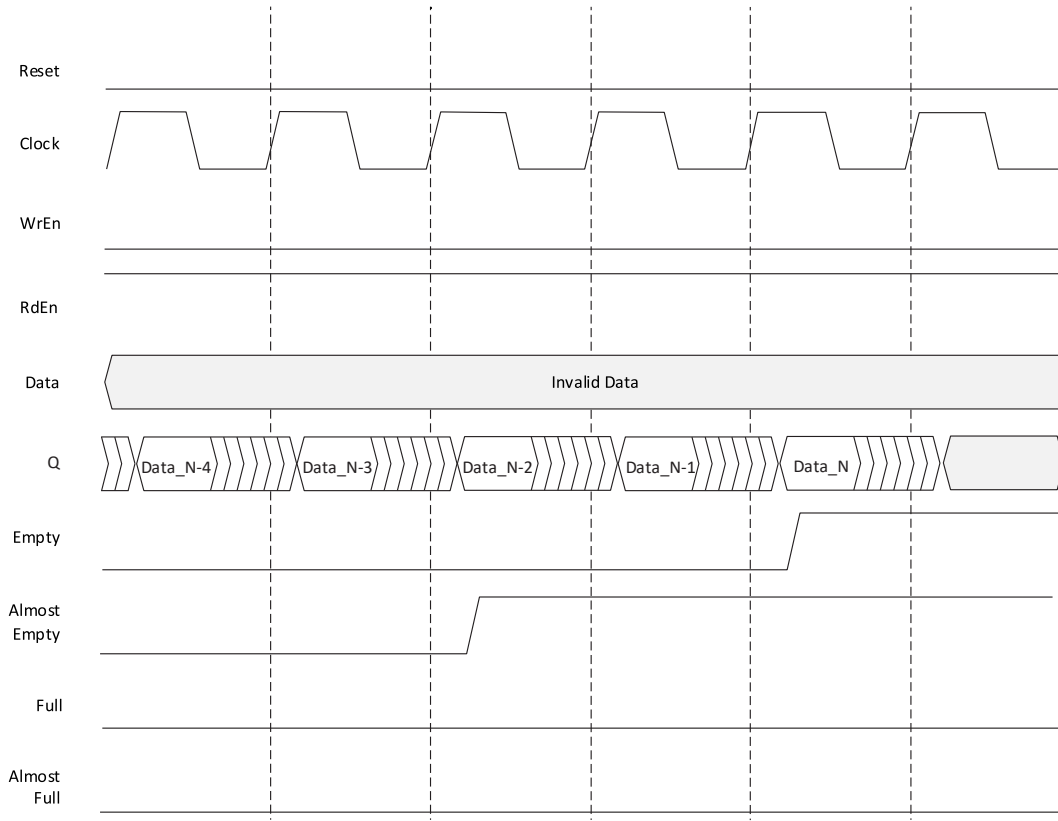 Reset
Clock
WrEn
RdEn
Data
Invalid Data
Q
Data_N-4
Data_N-3
Data_N-2
Data_N-1
Data_N
Empty
Almost
Empty
Full
Almost
Full